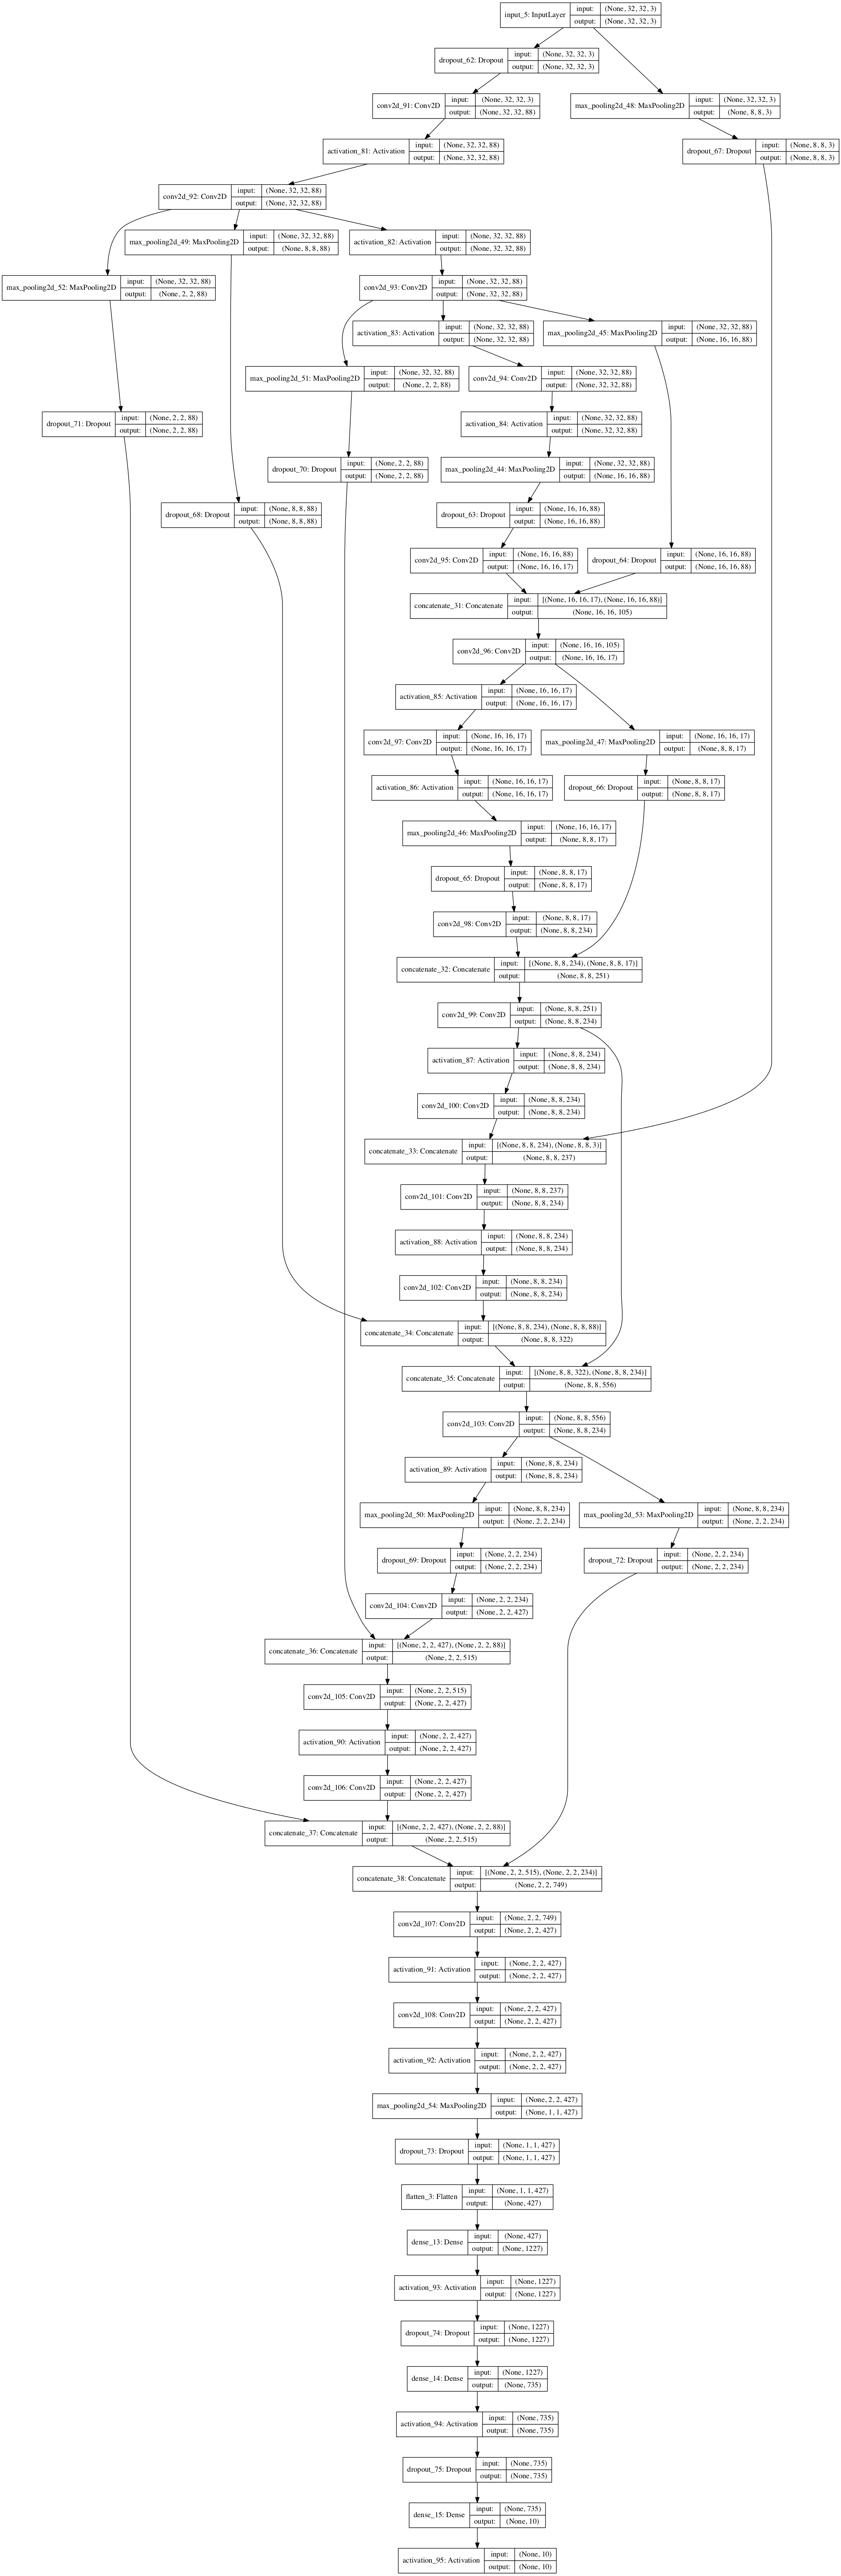 input_5: InputLayer
input: (None, 32, 32, 3)
output: (None, 32, 32, 3)
dropout_62: Dropout
input: (None, 32, 32, 3)
output: (None, 32, 32, 3)
conv2d_91: Conv2D
input: (None, 32, 32, 3)
output: (None, 32, 32, 88)
max_pooling2d_48: MaxPooling2D
input: (None, 32, 32, 3)
output: (None, 8, 8, 3)
activation_81: Activation
input: (None, 32, 32, 88)
output: (None, 32, 32, 88)
dropout_67: Dropout
input: (None, 8, 8, 3)
output: (None, 8, 8, 3)
conv2d_92: Conv2D
input: (None, 32, 32, 88)
output: (None, 32, 32, 88)
max_pooling2d_49: MaxPooling2D
input: (None, 32, 32, 88)
output: (None, 8, 8, 88)
activation_82: Activation
input: (None, 32, 32, 88)
output: (None, 32, 32, 88)
max_pooling2d_52: MaxPooling2D
input: (None, 32, 32, 88)
output: (None, 2, 2, 88)
conv2d_93: Conv2D
input: (None, 32, 32, 88)
output: (None, 32, 32, 88)
activation_83: Activation
input: (None, 32, 32, 88)
output: (None, 32, 32, 88)
max_pooling2d_45: MaxPooling2D
input: (None, 32, 32, 88)
output: (None, 16, 16, 88)
max_pooling2d_51: MaxPooling2D
input: (None, 32, 32, 88)
output: (None, 2, 2, 88)
conv2d_94: Conv2D
input: (None, 32, 32, 88)
output: (None, 32, 32, 88)
dropout_71: Dropout
input: (None, 2, 2, 88)
output: (None, 2, 2, 88)
activation_84: Activation
input: (None, 32, 32, 88)
output: (None, 32, 32, 88)
dropout_70: Dropout
input: (None, 2, 2, 88)
output: (None, 2, 2, 88)
max_pooling2d_44: MaxPooling2D
input: (None, 32, 32, 88)
output: (None, 16, 16, 88)
dropout_68: Dropout
input: (None, 8, 8, 88)
output: (None, 8, 8, 88)
dropout_63: Dropout
input: (None, 16, 16, 88)
output: (None, 16, 16, 88)
conv2d_95: Conv2D
input: (None, 16, 16, 88)
output: (None, 16, 16, 17)
dropout_64: Dropout
input: (None, 16, 16, 88)
output: (None, 16, 16, 88)
concatenate_31: Concatenate
input: [(None, 16, 16, 17), (None, 16, 16, 88)]
output: (None, 16, 16, 105)
conv2d_96: Conv2D
input: (None, 16, 16, 105)
output: (None, 16, 16, 17)
activation_85: Activation
input: (None, 16, 16, 17)
output: (None, 16, 16, 17)
conv2d_97: Conv2D
input: (None, 16, 16, 17)
output: (None, 16, 16, 17)
max_pooling2d_47: MaxPooling2D
input: (None, 16, 16, 17)
output: (None, 8, 8, 17)
activation_86: Activation
input: (None, 16, 16, 17)
output: (None, 16, 16, 17)
dropout_66: Dropout
input: (None, 8, 8, 17)
output: (None, 8, 8, 17)
max_pooling2d_46: MaxPooling2D
input: (None, 16, 16, 17)
output: (None, 8, 8, 17)
dropout_65: Dropout
input: (None, 8, 8, 17)
output: (None, 8, 8, 17)
conv2d_98: Conv2D
input: (None, 8, 8, 17)
output: (None, 8, 8, 234)
concatenate_32: Concatenate
input: [(None, 8, 8, 234), (None, 8, 8, 17)]
output: (None, 8, 8, 251)
conv2d_99: Conv2D
input: (None, 8, 8, 251)
output: (None, 8, 8, 234)
activation_87: Activation
input: (None, 8, 8, 234)
output: (None, 8, 8, 234)
conv2d_100: Conv2D
input: (None, 8, 8, 234)
output: (None, 8, 8, 234)
concatenate_33: Concatenate
input: [(None, 8, 8, 234), (None, 8, 8, 3)]
output: (None, 8, 8, 237)
conv2d_101: Conv2D
input: (None, 8, 8, 237)
output: (None, 8, 8, 234)
activation_88: Activation
input: (None, 8, 8, 234)
output: (None, 8, 8, 234)
conv2d_102: Conv2D
input: (None, 8, 8, 234)
output: (None, 8, 8, 234)
concatenate_34: Concatenate
input: [(None, 8, 8, 234), (None, 8, 8, 88)]
output: (None, 8, 8, 322)
concatenate_35: Concatenate
input: [(None, 8, 8, 322), (None, 8, 8, 234)]
output: (None, 8, 8, 556)
conv2d_103: Conv2D
input: (None, 8, 8, 556)
output: (None, 8, 8, 234)
activation_89: Activation
input: (None, 8, 8, 234)
output: (None, 8, 8, 234)
max_pooling2d_50: MaxPooling2D
input: (None, 8, 8, 234)
output: (None, 2, 2, 234)
max_pooling2d_53: MaxPooling2D
input: (None, 8, 8, 234)
output: (None, 2, 2, 234)
dropout_69: Dropout
input: (None, 2, 2, 234)
output: (None, 2, 2, 234)
dropout_72: Dropout
input: (None, 2, 2, 234)
output: (None, 2, 2, 234)
conv2d_104: Conv2D
input: (None, 2, 2, 234)
output: (None, 2, 2, 427)
concatenate_36: Concatenate
input: [(None, 2, 2, 427), (None, 2, 2, 88)]
output: (None, 2, 2, 515)
conv2d_105: Conv2D
input: (None, 2, 2, 515)
output: (None, 2, 2, 427)
activation_90: Activation
input: (None, 2, 2, 427)
output: (None, 2, 2, 427)
conv2d_106: Conv2D
input: (None, 2, 2, 427)
output: (None, 2, 2, 427)
concatenate_37: Concatenate
input: [(None, 2, 2, 427), (None, 2, 2, 88)]
output: (None, 2, 2, 515)
concatenate_38: Concatenate
input: [(None, 2, 2, 515), (None, 2, 2, 234)]
output: (None, 2, 2, 749)
conv2d_107: Conv2D
input: (None, 2, 2, 749)
output: (None, 2, 2, 427)
activation_91: Activation
input: (None, 2, 2, 427)
output: (None, 2, 2, 427)
conv2d_108: Conv2D
input: (None, 2, 2, 427)
output: (None, 2, 2, 427)
activation_92: Activation
input: (None, 2, 2, 427)
output: (None, 2, 2, 427)
max_pooling2d_54: MaxPooling2D
input: (None, 2, 2, 427)
output: (None, 1, 1, 427)
dropout_73: Dropout
input: (None, 1, 1, 427)
output: (None, 1, 1, 427)
flatten_3: Flatten
input: (None, 1, 1, 427)
output: (None, 427)
dense_13: Dense
input: (None, 427)
output: (None, 1227)
activation_93: Activation
input: (None, 1227)
output: (None, 1227)
dropout_74: Dropout
input: (None, 1227)
output: (None, 1227)
dense_14: Dense
input: (None, 1227)
output: (None, 735)
activation_94: Activation
input: (None, 735)
output: (None, 735)
dropout_75: Dropout
input: (None, 735)
output: (None, 735)
dense_15: Dense
input: (None, 735)
output: (None, 10)
activation_95: Activation
input: (None, 10)
output: (None, 10)